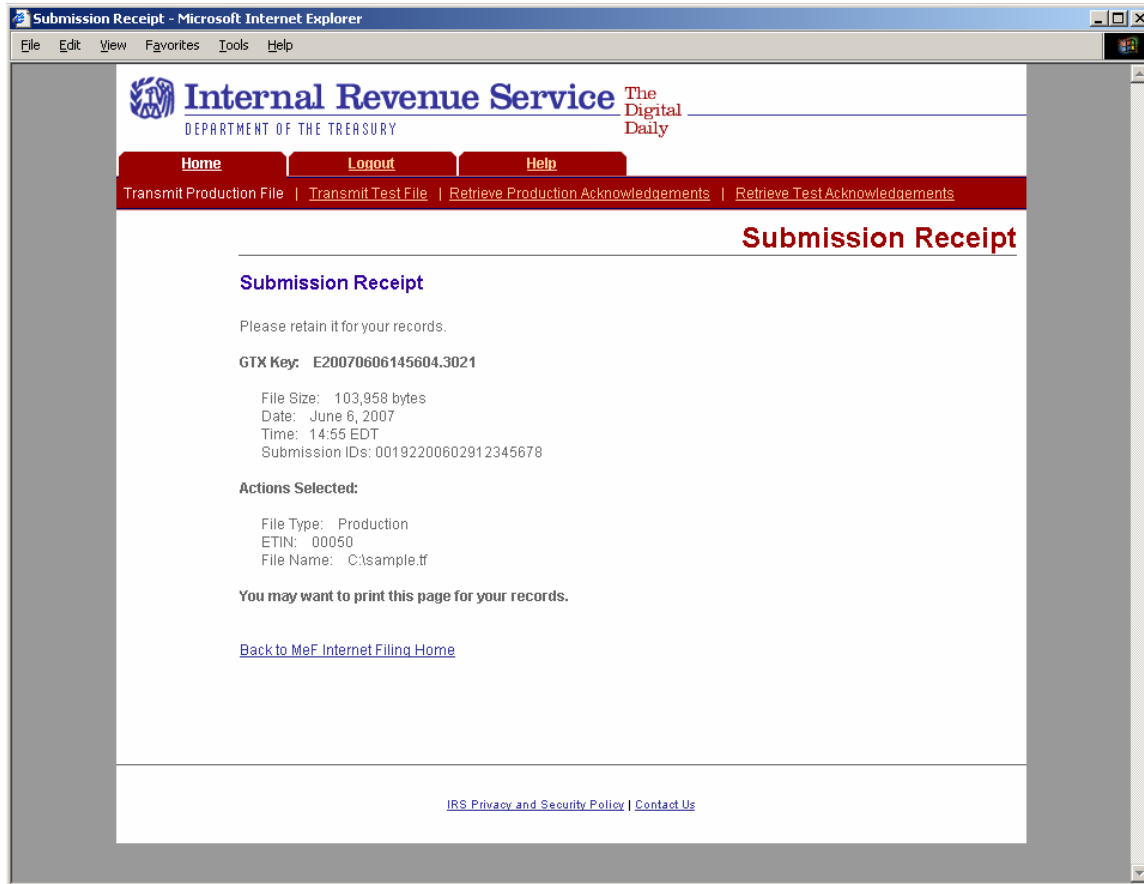 Submission Receipt - Microsoft Internet Explorer
File Edit View Favorites Tools Help
Internal Revenue Service
DEPARTMENT OF THE TREASURY
The
Digital
Daily
Home Logout Help
Transmit Production File | Transmit Test File | Retrieve Production Acknowledgements | Retrieve Test Acknowledgements
Submission Receipt
Submission Receipt
Please retain it for your records.
GTX Key: E20070606145604.3021
File Size: 103,958 bytes
Date: June 6, 2007
Time: 14:55 EDT
Submission IDs: 00192200602912345678
Actions Selected:
File Type: Production
ETIN: 00050
File Name: C:\sample.tf
You may want to print this page for your records.
Back to MeF Internet Filing Home
IRS Privacy and Security Policy | Contact Us